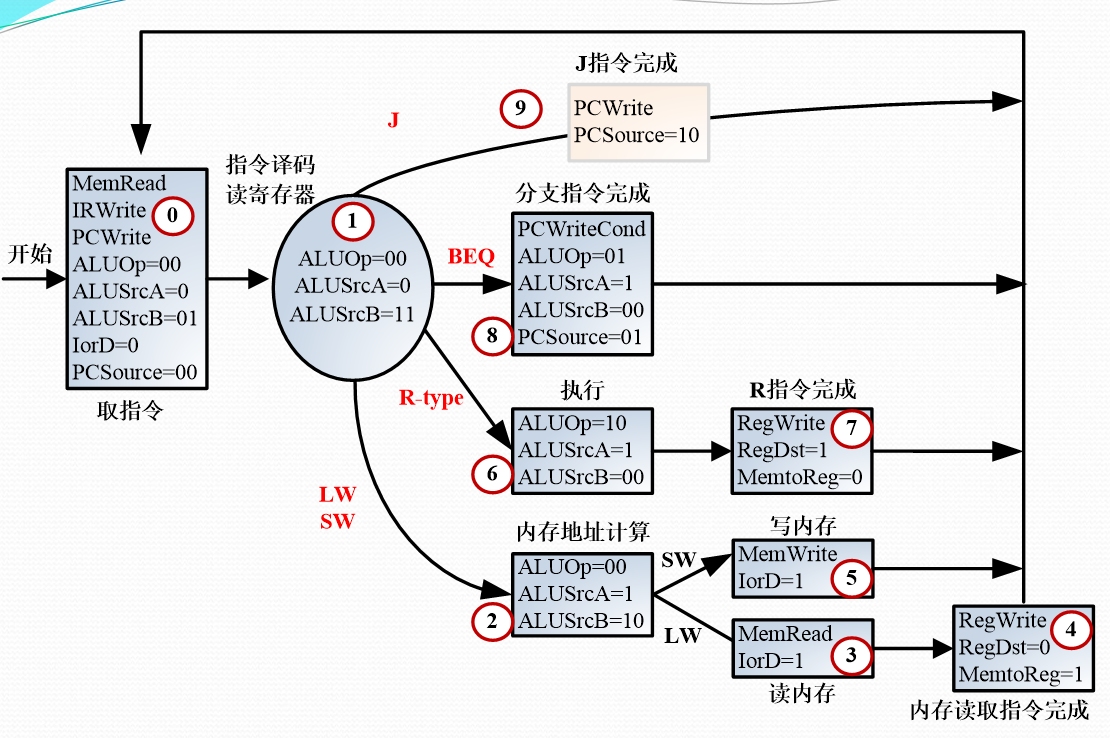 J指令完成
9
PCWrite
PCSource=10
J
指令译码
读寄存器
开始
MemRead
IRWrite
0
PCWrite
ALUOp=00
ALUSrcA=0
ALUSrcB=01
IorD=0
PCSource=00
取指令
1
ALUOp=00
ALUSrcA=0
ALUSrcB=11
BEQ
分支指令完成
PCWriteCond
ALUOp=01
ALUSrcA=1
ALUSrcB=00
PCSource=01
8
R-type
执行
ALUOp=10
ALUSrcA=1
ALUSrcB=00
6
R指令完成
RegWrite
7
RegDst=1
MemtoReg=0
LW
SW
内存地址计算
ALUOp=00
ALUSrcA=1
ALUSrcB=10
2
SW
写内存
MemWrite
IorD=1
5
LW
MemRead
IorD=1
3
读内存
RegWrite
4
RegDst=0
MemtoReg=1
内存读取指令完成